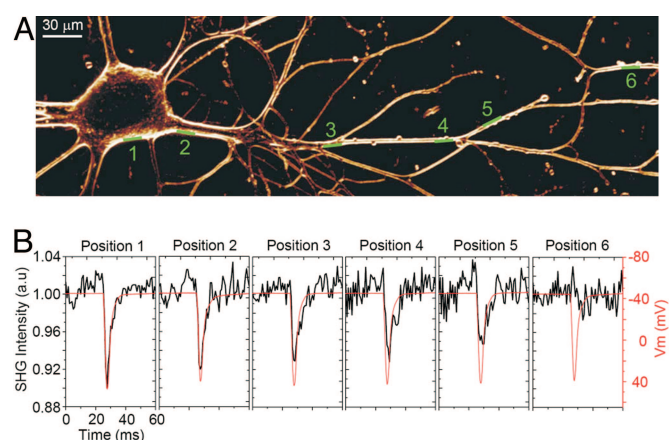 A
30 μm
1
2
3
4
5
6
B
Position 1 Position 2 Position 3 Position 4 Position 5 Position 6
SHG Intensity (a.u)
1.04
1.00
0.96
0.92
0.88
-80
-40
0
40
Vm (mV)
0 20 40 60
Time (ms)